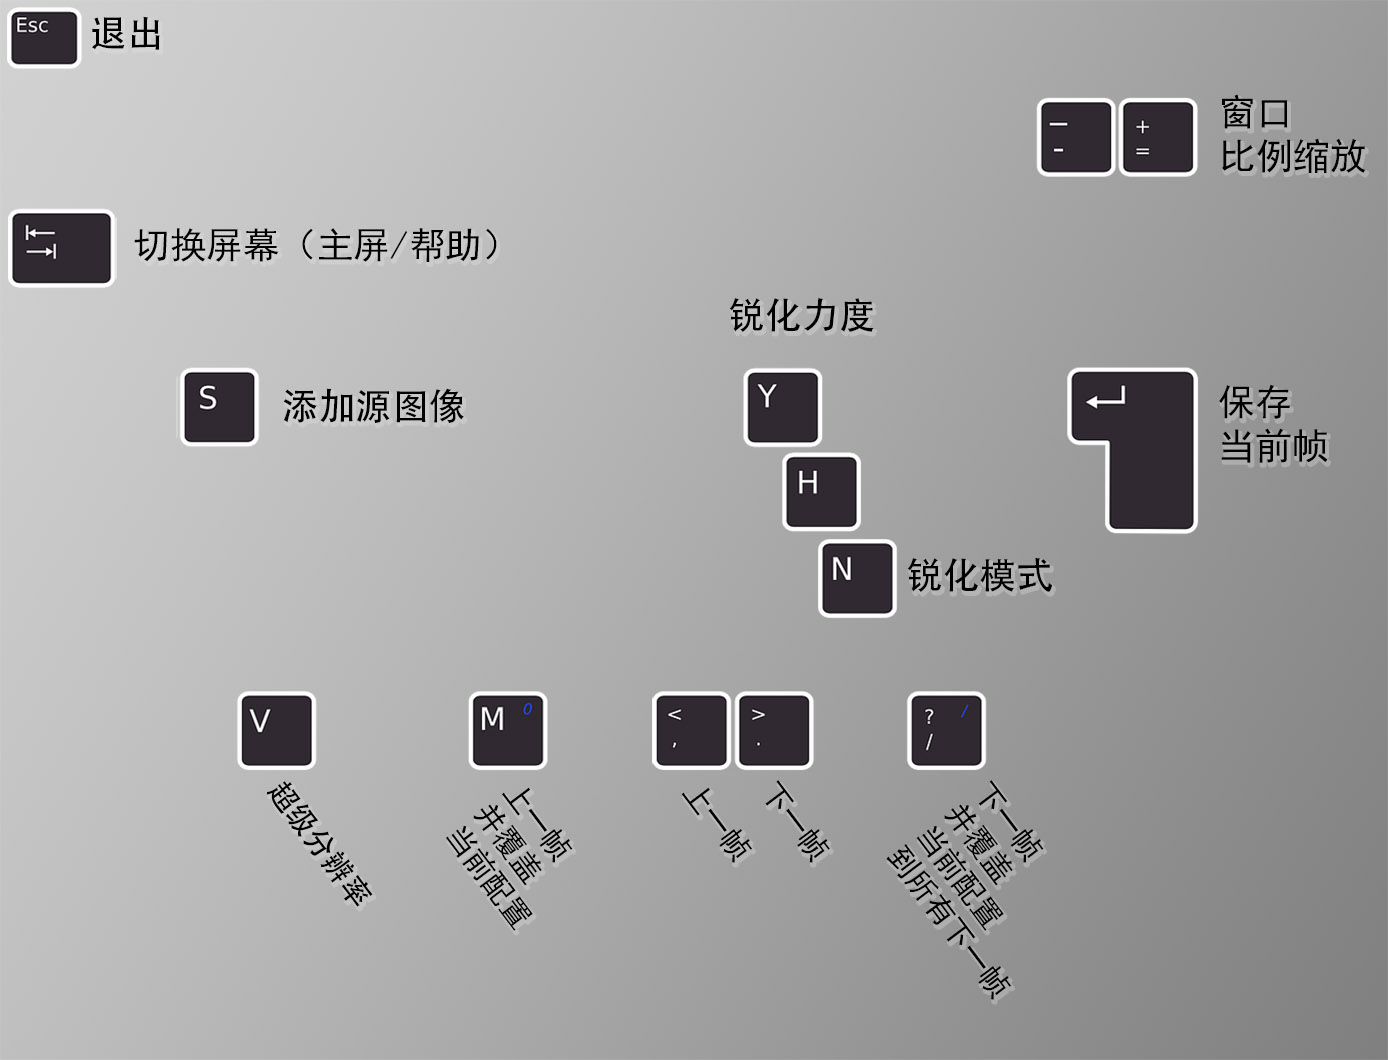 Esc
退出
— -
+ =
窗口
比例缩放
切换屏幕（主屏/帮助）
锐化力度
S
添加源图像
Y
保存
当前帧
H
N
锐化模式
V
M 0
< ,
> .
? / /
超级分辨率
上一帧
并覆盖
当前配置
上一帧
下一帧
下一帧
并覆盖
当前配置
到所有下一帧